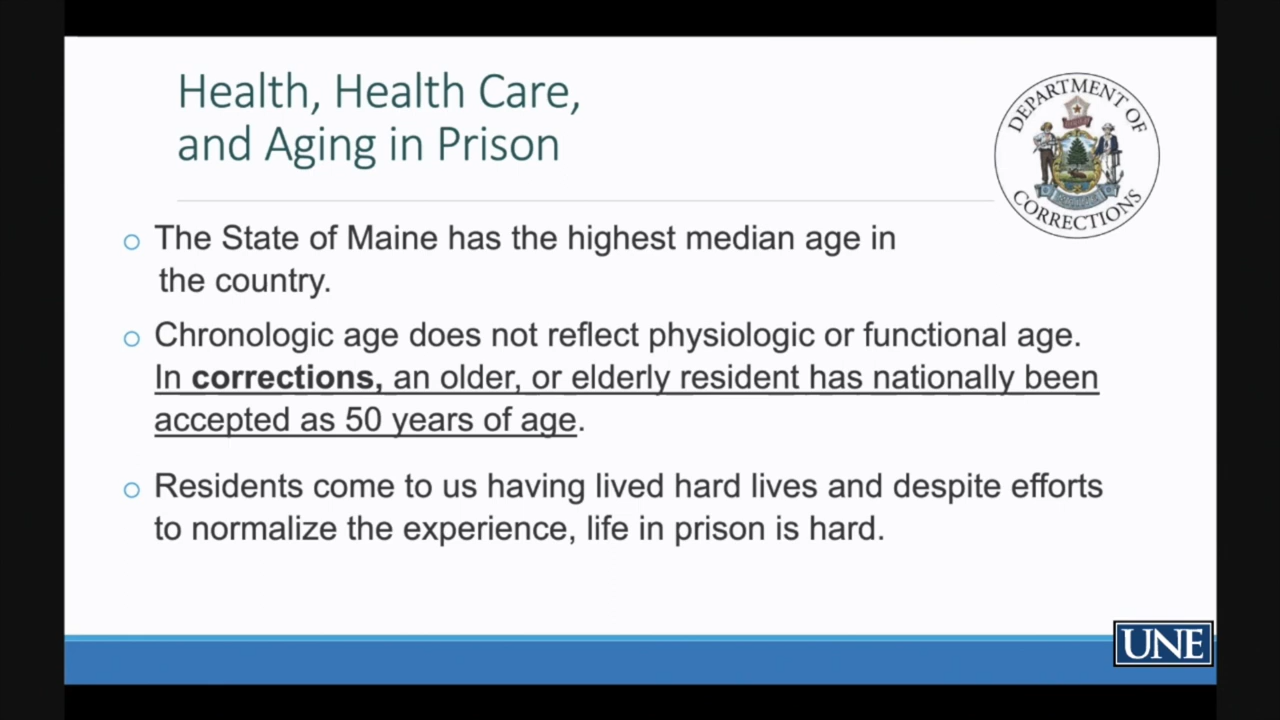 Health, Health Care,
and Aging in Prison
DEPARTMENT OF
CORRECTIONS
The State of Maine has the highest median age in
the country.
Chronologic age does not reflect physiologic or functional age.
In corrections, an older, or elderly resident has nationally been
accepted as 50 years of age.
Residents come to us having lived hard lives and despite efforts
to normalize the experience, life in prison is hard.
UNE